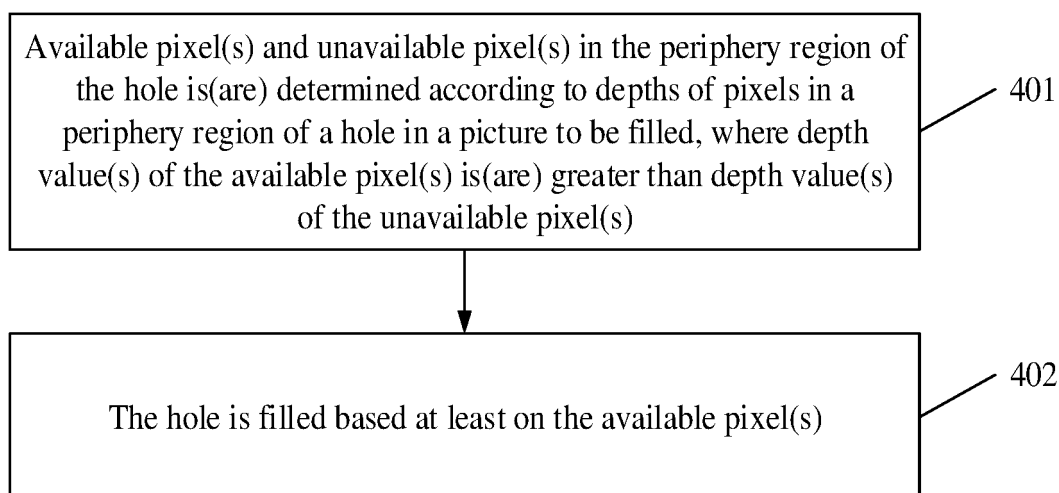 Available pixel(s) and unavailable pixel(s) in the periphery region of
the hole is(are) determined according to depths of pixels in a
periphery region of a hole in a picture to be filled, where depth
value(s) of the available pixel(s) is(are) greater than depth value(s)
of the unavailable pixel(s)
401
The hole is filled based at least on the available pixel(s)
402